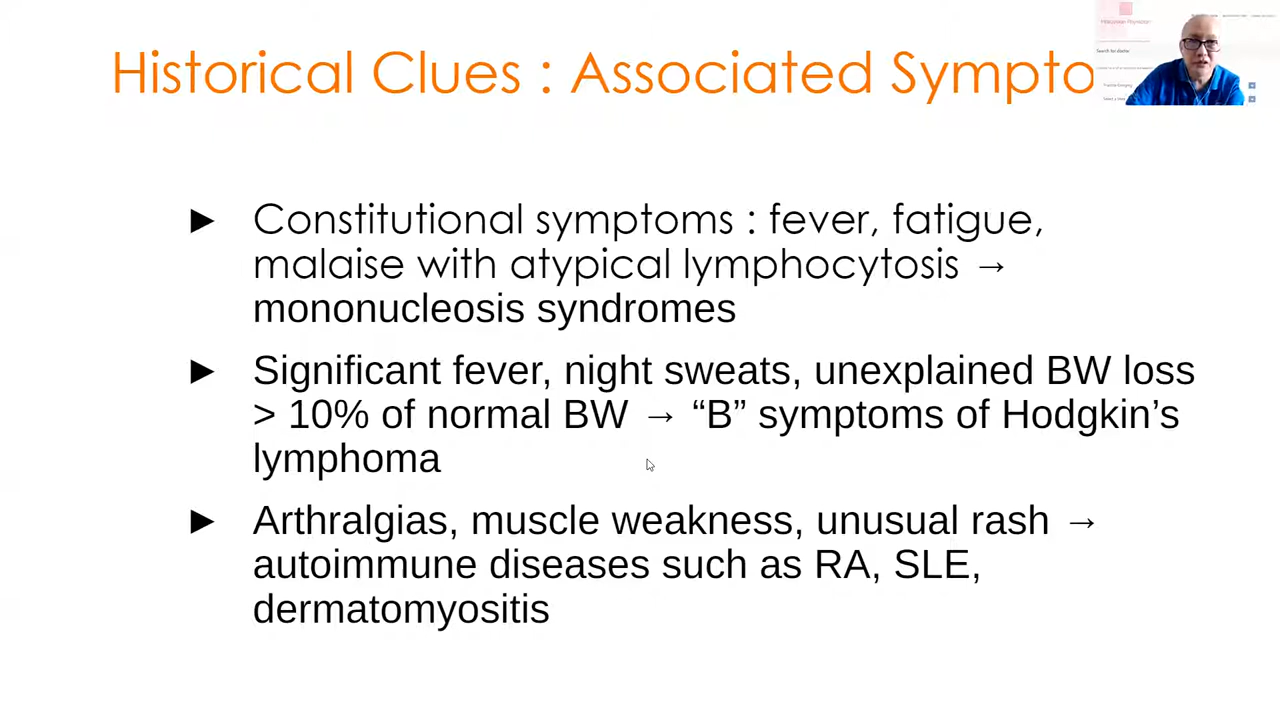 Historical Clues : Associated Sympto
► Constitutional symptoms : fever, fatigue,
malaise with atypical lymphocytosis →
mononucleosis syndromes
► Significant fever, night sweats, unexplained BW loss
> 10% of normal BW → “B” symptoms of Hodgkin’s
lymphoma
► Arthralgias, muscle weakness, unusual rash →
autoimmune diseases such as RA, SLE,
dermatomyositis